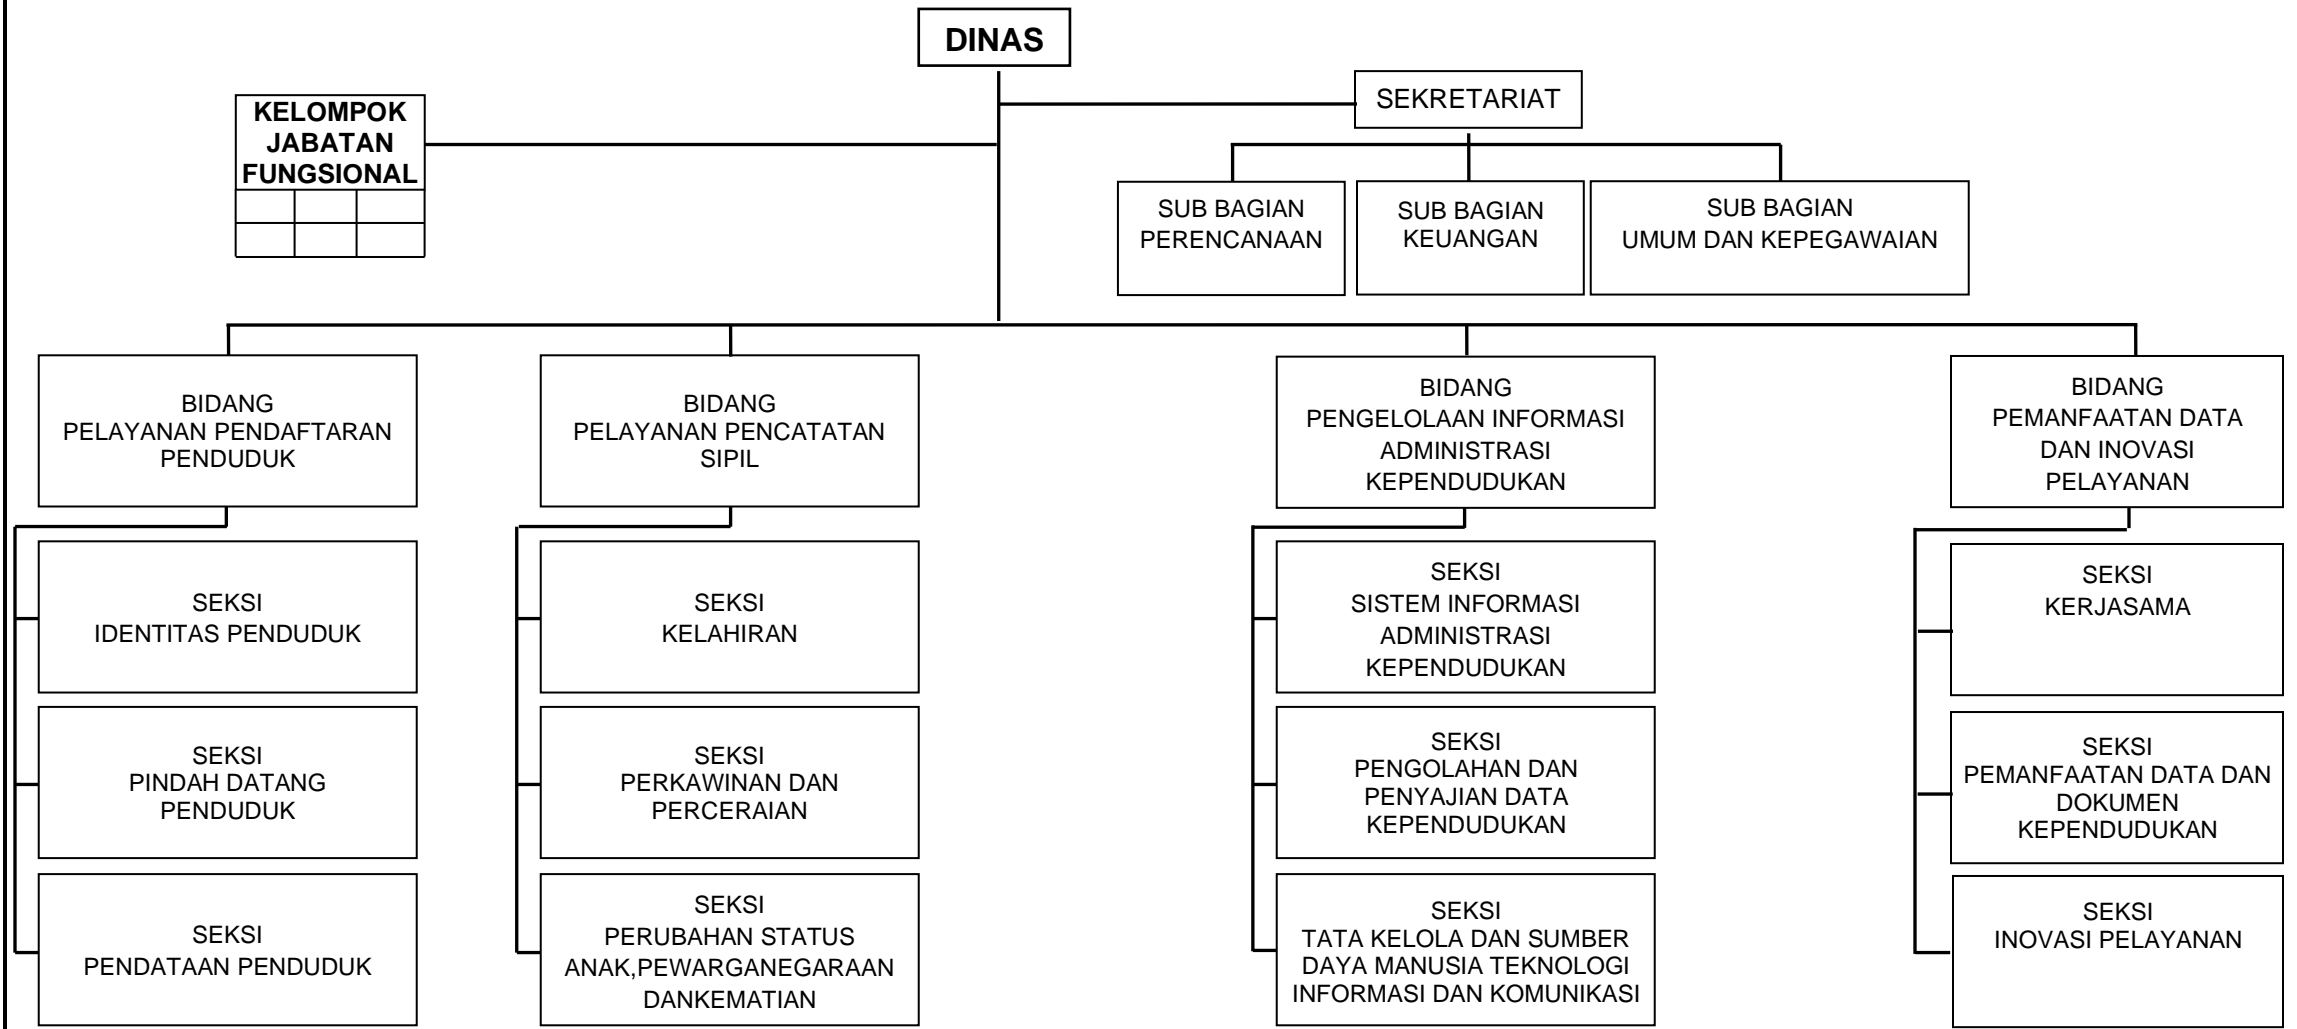 DINAS
SEKRETARIAT
KELOMPOK
JABATAN
FUNGSIONAL
SUB BAGIAN
PERENCANAAN
SUB BAGIAN
KEUANGAN
SUB BAGIAN
UMUM DAN KEPEGAWAIAN
BIDANG
PELAYANAN PENDAFTARAN
PENDUDUK
BIDANG
PELAYANAN PENCATATAN
SIPIL
BIDANG
PENGELOLAAN INFORMASI
ADMINISTRASI
KEPENDUDUKAN
BIDANG
PEMANFAATAN DATA
DAN INOVASI
PELAYANAN
SEKSI
IDENTITAS PENDUDUK
SEKSI
KELAHIRAN
SEKSI
SISTEM INFORMASI
ADMINISTRASI
KEPENDUDUKAN
SEKSI
KERJASAMA
SEKSI
PINDAH DATANG
PENDUDUK
SEKSI
PERKAWINAN DAN
PERCERAIAN
SEKSI
PENGOLAHAN DAN
PENYAJIAN DATA
KEPENDUDUKAN
SEKSI
PEMANFAATAN DATA DAN
DOKUMEN
KEPENDUDUKAN
SEKSI
PENDATAAN PENDUDUK
SEKSI
PERUBAHAN STATUS
ANAK,PEWARGANEGARAAN
DANKEMATIAN
SEKSI
TATA KELOLA DAN SUMBER
DAYA MANUSIA TEKNOLOGI
INFORMASI DAN KOMUNIKASI
SEKSI
INOVASI PELAYANAN